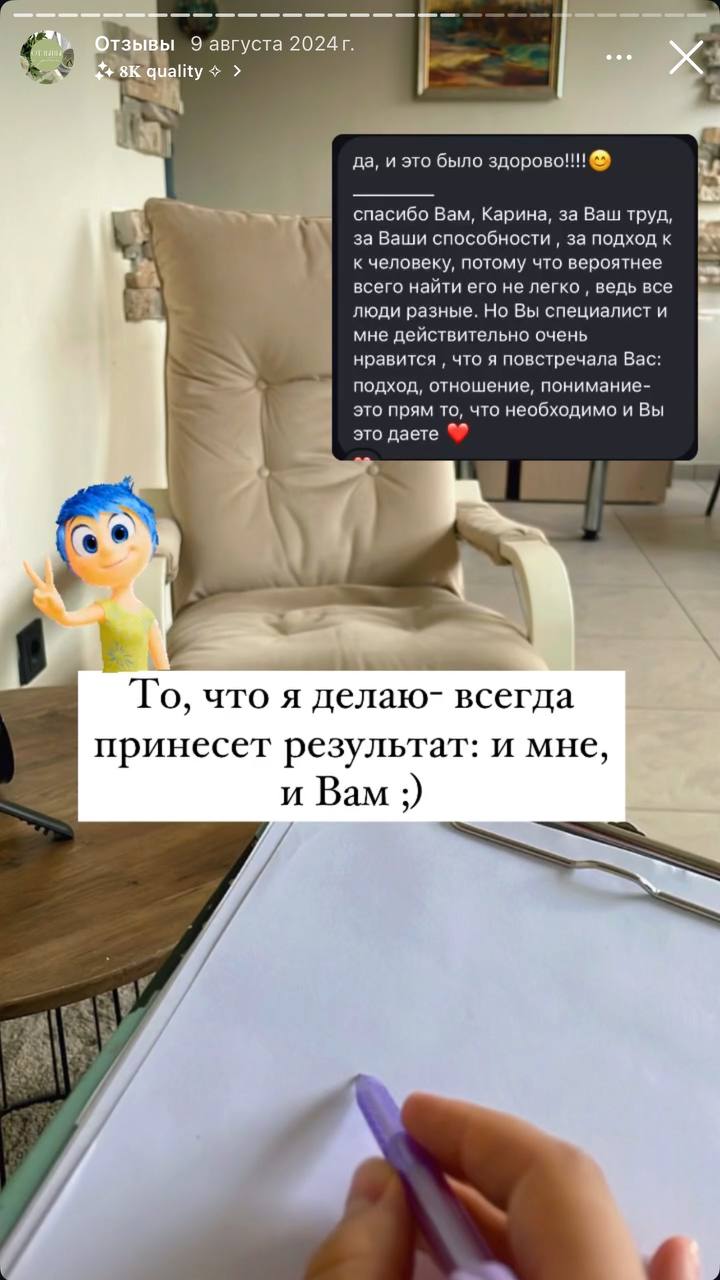 Отзывы 9 августа 2024 г.
8K quality
да, и это было здорово!!!!😊
спасибо Вам, Карина, за Ваш труд,
за Ваши способности , за подход к
к человеку, потому что вероятнее
всего найти его не легко , ведь все
люди разные. Но Вы специалист и
мне действительно очень
нравится , что я повстречала Вас:
подход, отношение, понимание-
это прям то, что необходимо и Вы
это даете ❤️
То, что я делаю- всегда
принесет результат: и мне,
и Вам ;)